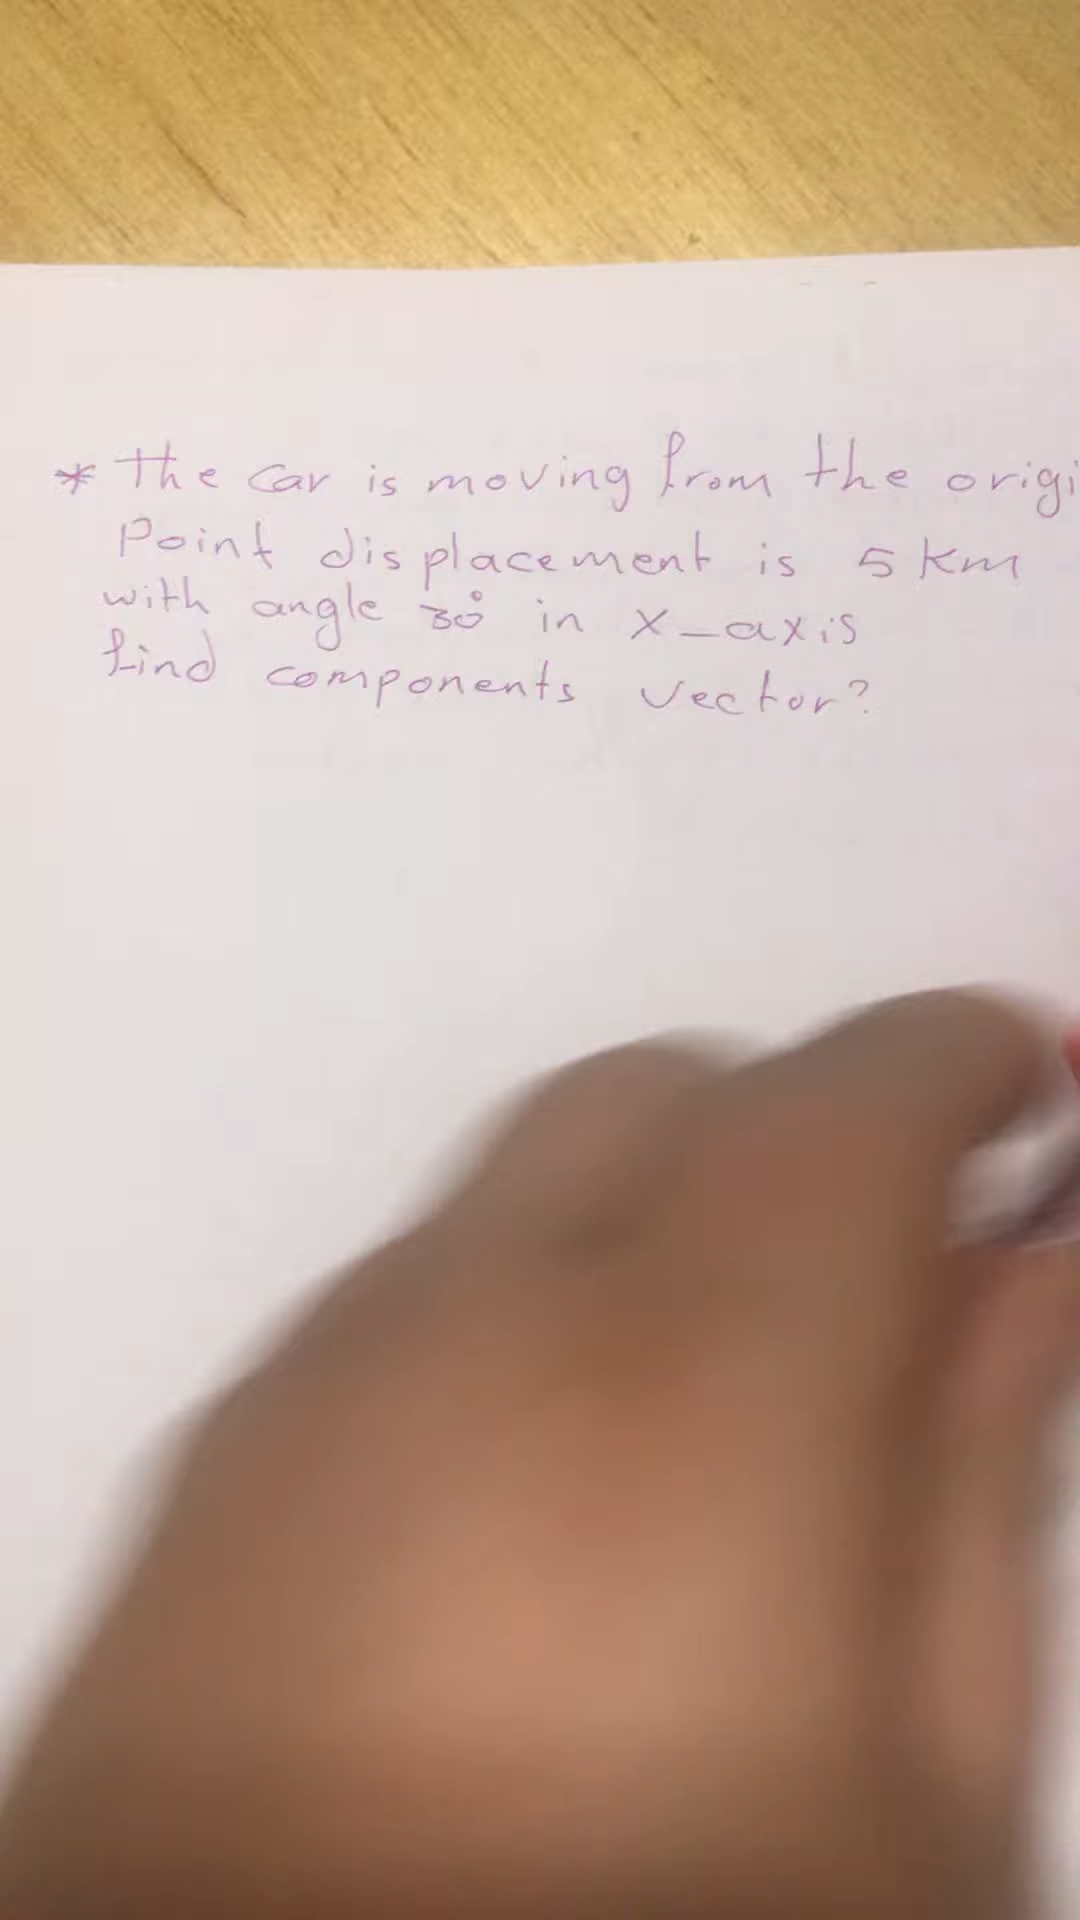 * The car is moving from the origi
Point displacement is 5 km
with angle 30° in x-axis
find components vector?